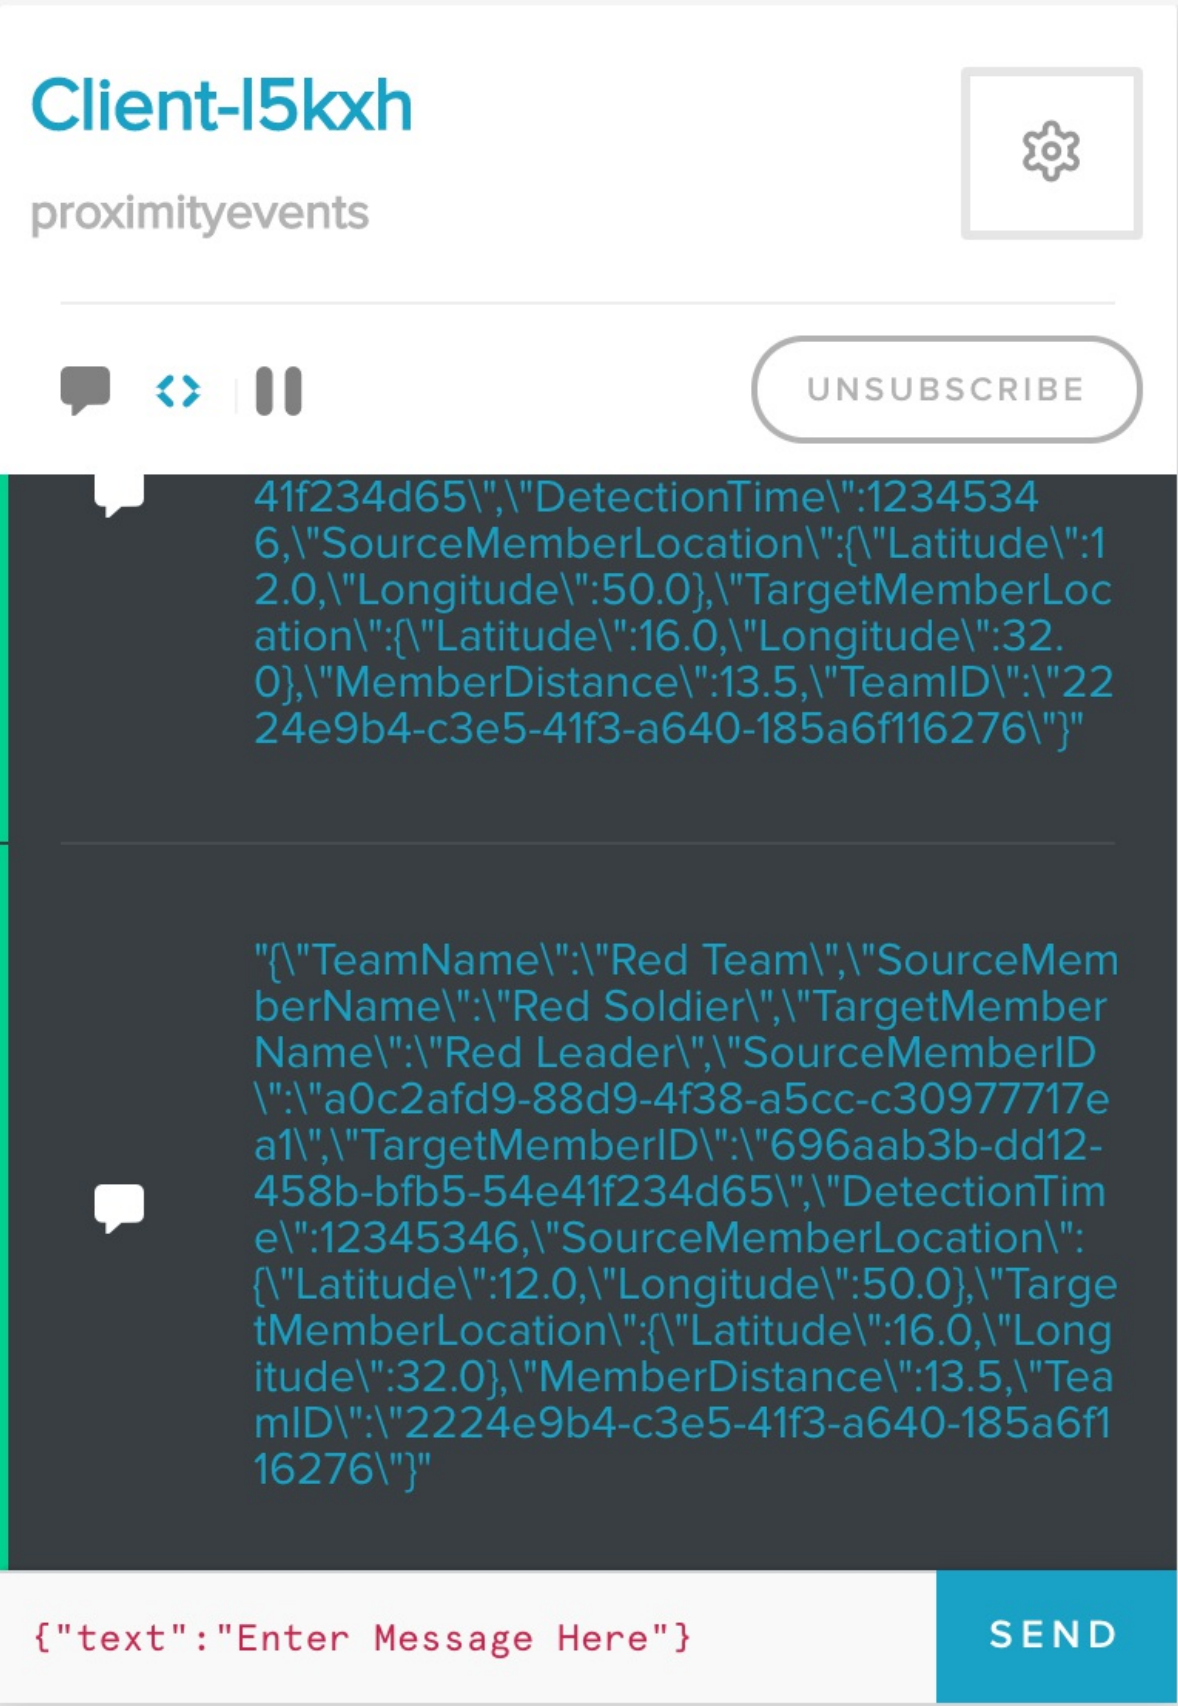 Client-l5kxh
proximityevents
UNSUBSCRIBE
41f234d65\",\"DetectionTime\":1234534
6,\"SourceMemberLocation\":{\"Latitude\":1
2.0,\"Longitude\":50.0},\"TargetMemberLoc
ation\":{\"Latitude\":16.0,\"Longitude\":32.
0},\"MemberDistance\":13.5,\"TeamID\":\"22
24e9b4-c3e5-41f3-a640-185a6f116276\"}"
"{\"TeamName\":\"Red Team\",\"SourceMem
berName\":\"Red Soldier\",\"TargetMember
Name\":\"Red Leader\",\"SourceMemberID
\":\"a0c2afd9-88d9-4f38-a5cc-c30977717e
a1\",\"TargetMemberID\":\"696aab3b-dd12-
458b-bfb5-54e41f234d65\",\"DetectionTim
e\":12345346,\"SourceMemberLocation\":
{\"Latitude\":12.0,\"Longitude\":50.0},\"Targe
tMemberLocation\":{\"Latitude\":16.0,\"Long
itude\":32.0},\"MemberDistance\":13.5,\"Tea
mID\":\"2224e9b4-c3e5-41f3-a640-185a6f1
16276\"}"
{"text":"Enter Message Here"}
SEND